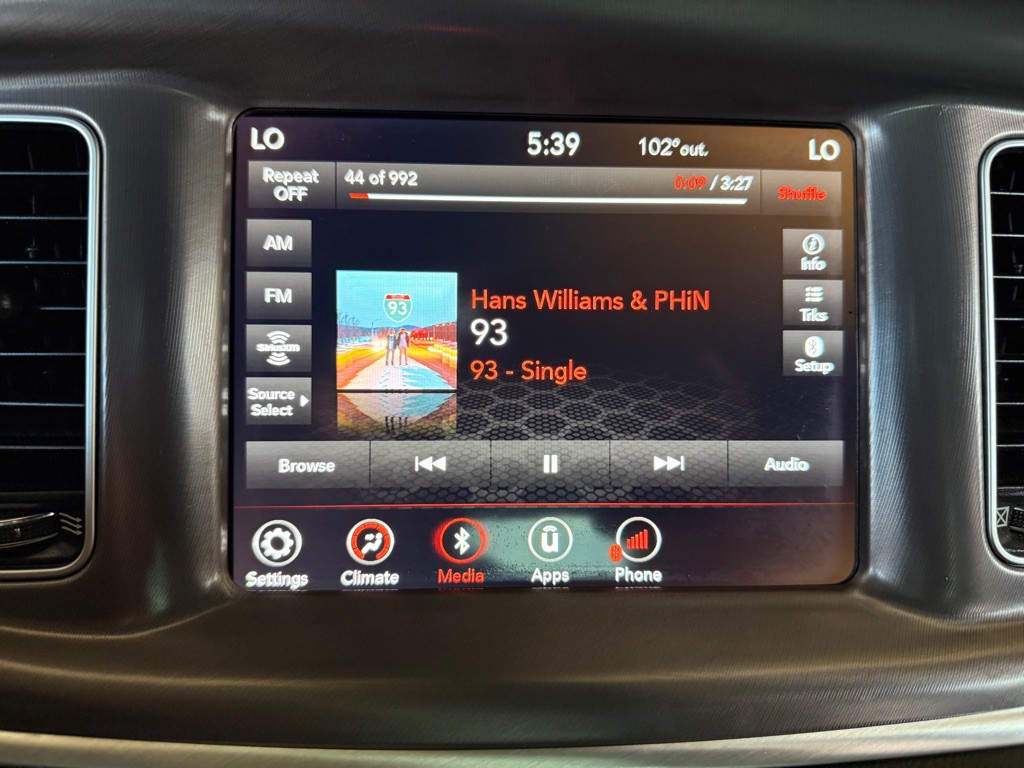 LO
5:39
102° out.
LO
Repeat
OFF
44 of 992
0:09 / 3:27
Shuffle
AM
FM
SiriusXM
Source
Select
93
Hans Williams & PHiN
93
93 - Single
Info
Trks
Setup
Browse
Audio
Settings
Climate
Media
ū Apps
Phone